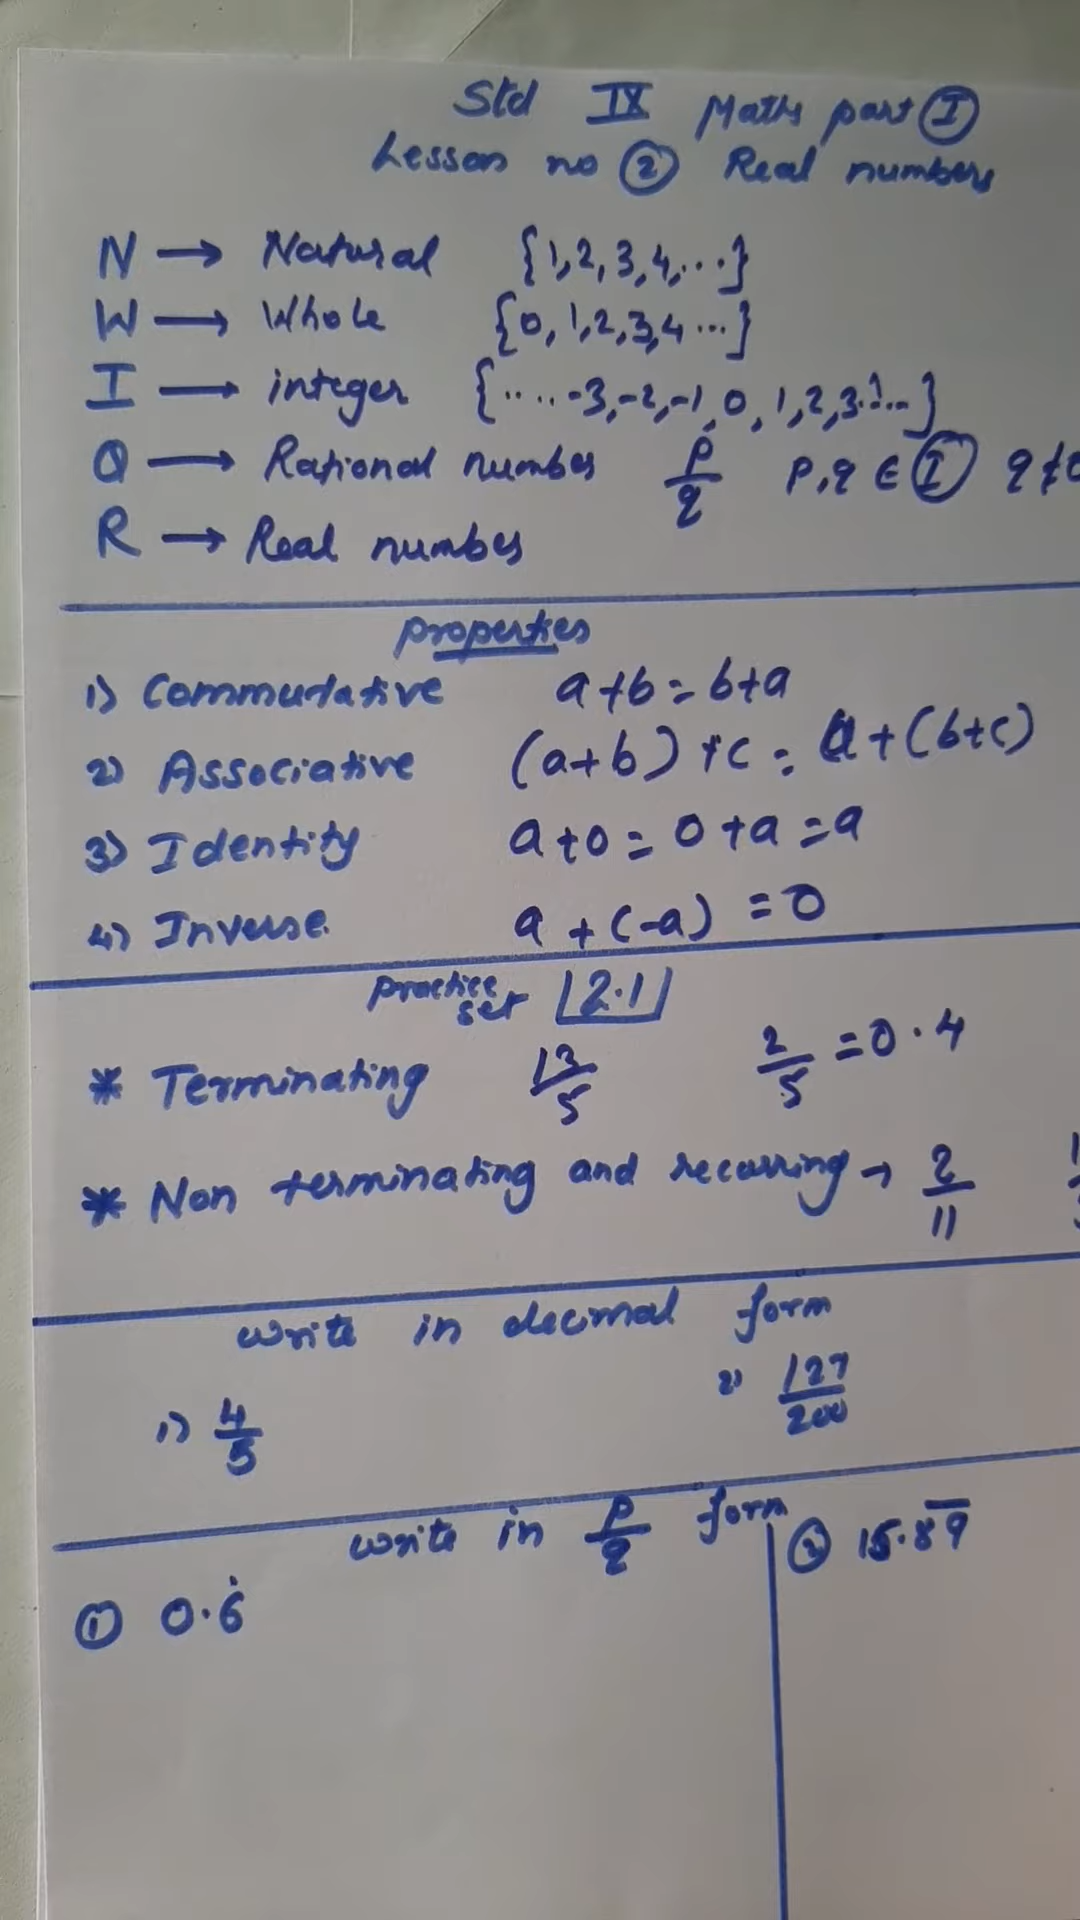 Std IX Maths part I
Lesson no 2 Real numbers
N → Natural {1,2,3,4,...}
W → Whole {0,1,2,3,4...}
I → integer {.....-3,-2,-1,0,1,2,3....}
Q → Rational number p/q p,q ∈ I q≠0
R → Real number
properties
1) Commutative a+b=b+a
2) Associative (a+b)+c = a+(b+c)
3) Identity a+0=0+a=a
4) Inverse a+(-a)=0
practice set 2.1
* Terminating 13/5 2/5=0.4
* Non terminating and recurring → 2/11
write in decimal form
1) 4/5 2) 127/200
write in p/q form
① 0.6̇ ② 15.8̅9̅